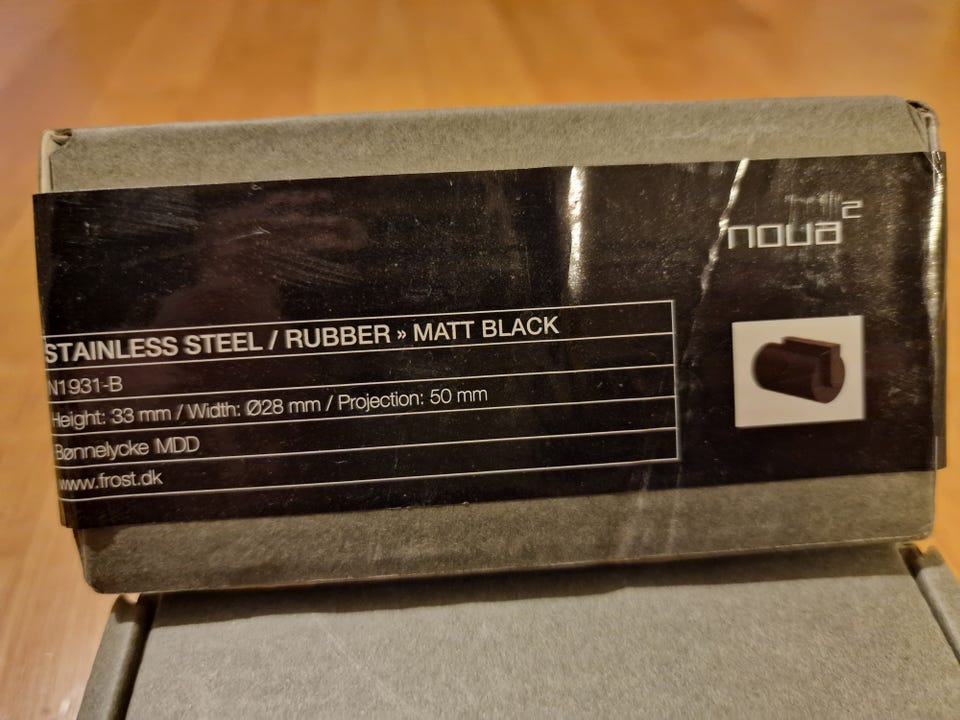 nova²
STAINLESS STEEL / RUBBER » MATT BLACK
N1931-B
Height: 33 mm / Width: Ø28 mm / Projection: 50 mm
Bønnelycke MDD
www.frost.dk